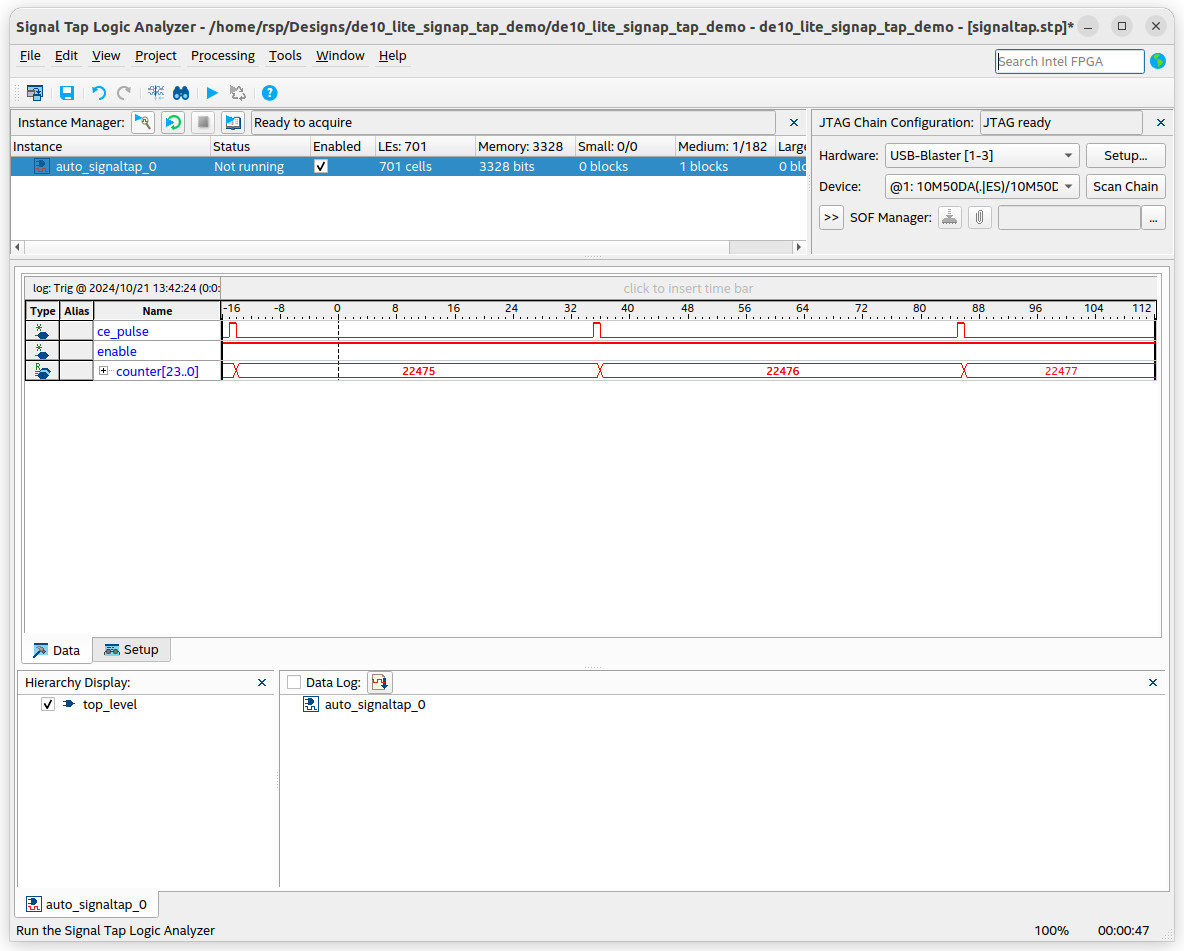 Signal Tap Logic Analyzer - /home/rsp/Designs/de10_lite_signap_tap_demo/de10_lite_signap_tap_demo - de10_lite_signap_tap_demo - [signaltap.stp]*
File Edit View Project Processing Tools Window Help
Search Intel FPGA
Instance Manager: Ready to acquire
Instance Status Enabled LEs: 701 Memory: 3328 Small: 0/0 Medium: 1/182 Large
auto_signaltap_0 Not running 701 cells 3328 bits 0 blocks 1 blocks 0 blo
JTAG Chain Configuration: JTAG ready
Hardware: USB-Blaster [1-3] Setup...
Device: @1: 10M50DA(.|ES)/10M50D Scan Chain
>> SOF Manager: ...
log: Trig @ 2024/10/21 13:42:24 (0:0: click to insert time bar
Type Alias Name -16 -8 0 8 16 24 32 40 48 56 64 72 80 88 96 104 112
ce_pulse
enable
counter[23..0] 22475 22476 22477
Data Setup
Hierarchy Display:
top_level
Data Log:
auto_signaltap_0
auto_signaltap_0
Run the Signal Tap Logic Analyzer 100% 00:00:47